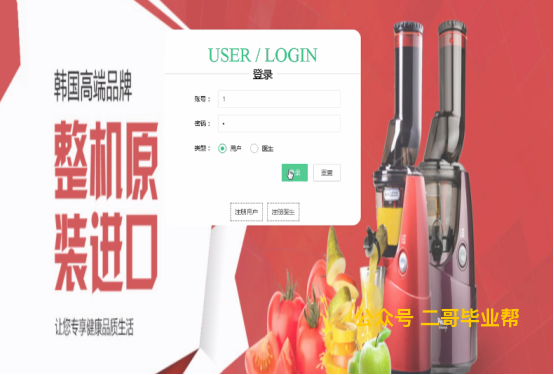 韩国高端品牌
整机原
装进口
让您专享健康品质生活
USER / LOGIN
登录
账号： 1
密码：
类型： 用户 医生
重置
注册用户 注册医生
公众号 二哥毕业帮